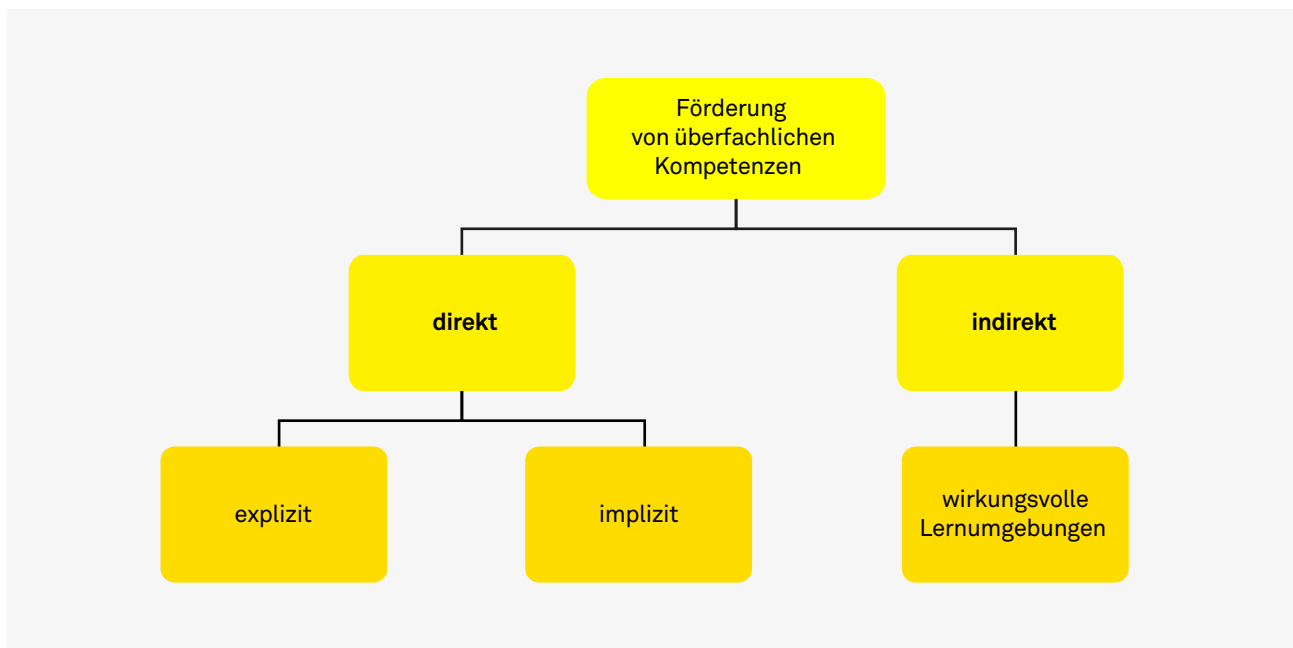 Förderung
von überfachlichen
Kompetenzen
direkt
indirekt
explizit
implizit
wirkungsvolle
Lernumgebungen